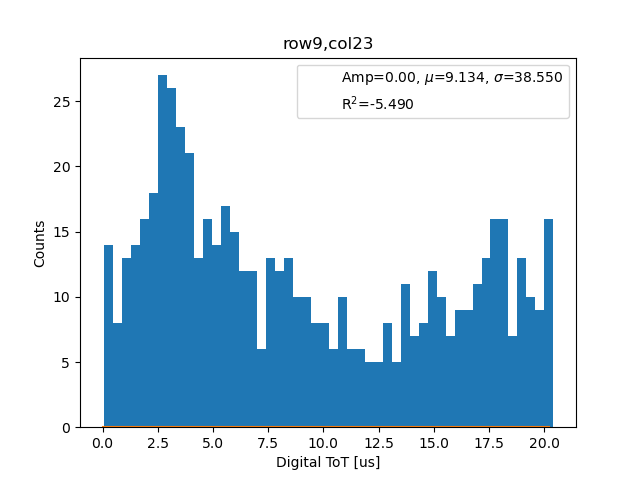 row9,col23
Amp=0.00, μ=9.134, σ=38.550
R²=-5.490
25
20
15
10
5
0
Counts
0.0 2.5 5.0 7.5 10.0 12.5 15.0 17.5 20.0
Digital ToT [us]